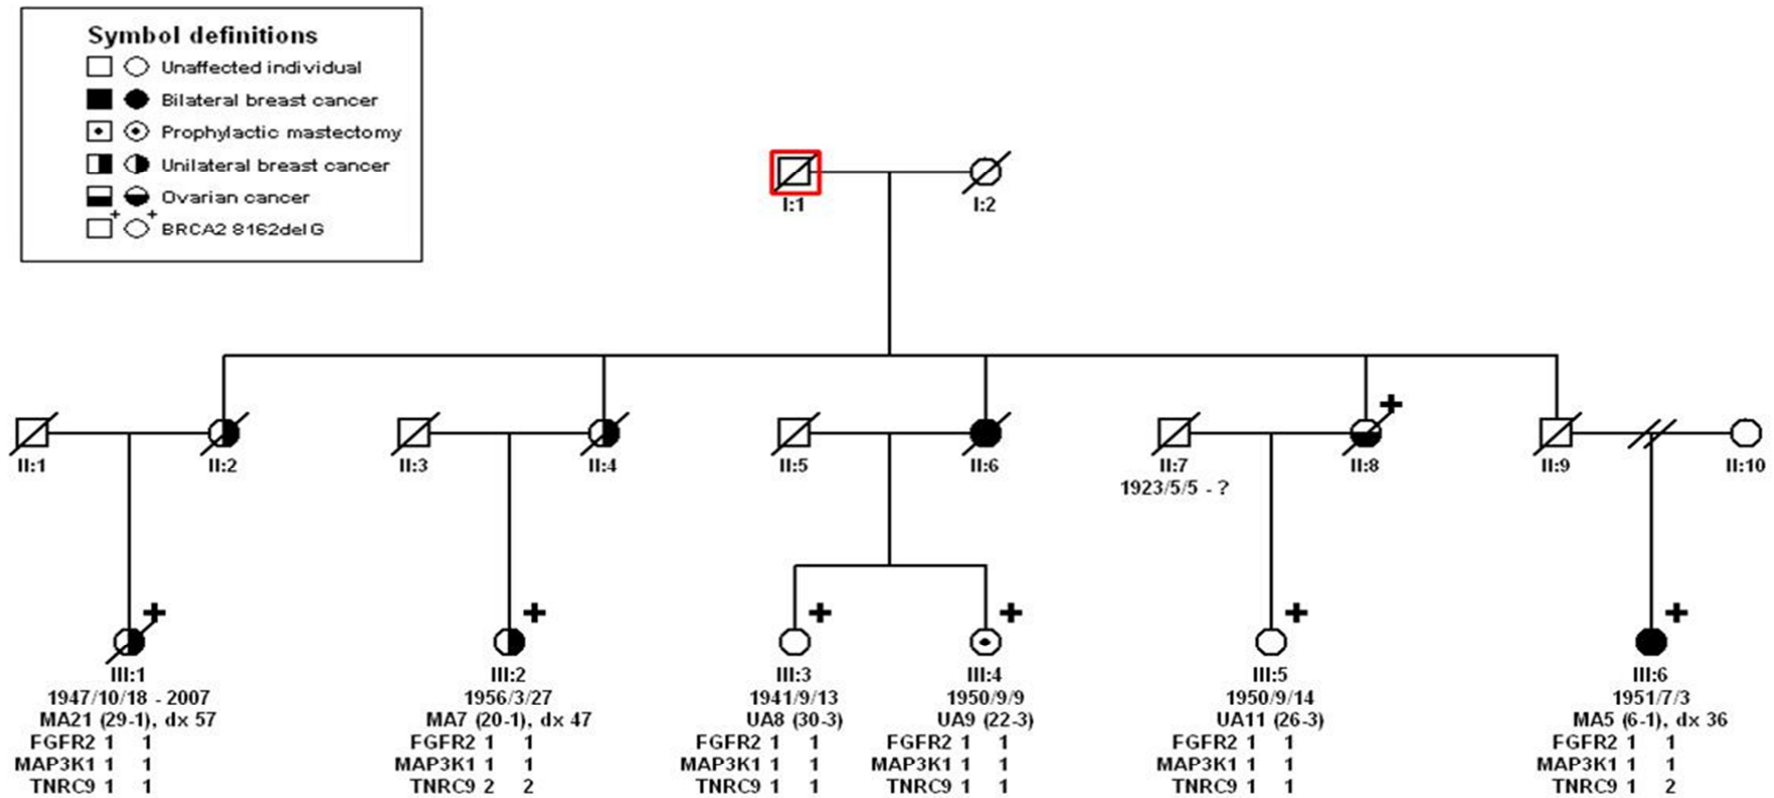 Symbol definitions
Unaffected individual
Bilateral breast cancer
Prophylactic mastectomy
Unilateral breast cancer
Ovarian cancer
+ + BRCA2 8162delG
I:1 I:2
+
II:1 II:2 II:3 II:4 II:5 II:6 II:7 II:8 II:9 II:10
1923/5/5 - ?
+ + + + + +
III:1 III:2 III:3 III:4 III:5 III:6
1947/10/18 - 2007 1956/3/27 1941/9/13 1950/9/9 1950/9/14 1951/7/3
MA21 (29-1), dx 57 MA7 (20-1), dx 47 UA8 (30-3) UA9 (22-3) UA11 (26-3) MA5 (6-1), dx 36
FGFR2 1 1 FGFR2 1 1 FGFR2 1 1 FGFR2 1 1 FGFR2 1 1 FGFR2 1 1
MAP3K1 1 1 MAP3K1 1 1 MAP3K1 1 1 MAP3K1 1 1 MAP3K1 1 1 MAP3K1 1 1
TNRC9 1 1 TNRC9 2 2 TNRC9 1 1 TNRC9 1 1 TNRC9 1 1 TNRC9 1 2